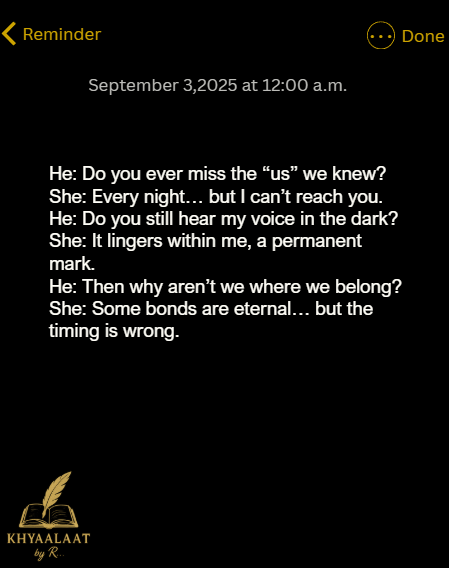 Reminder
Done
September 3,2025 at 12:00 a.m.
He: Do you ever miss the “us” we knew?
She: Every night… but I can’t reach you.
He: Do you still hear my voice in the dark?
She: It lingers within me, a permanent
mark.
He: Then why aren’t we where we belong?
She: Some bonds are eternal… but the
timing is wrong.
KHYAALAAT
by R...